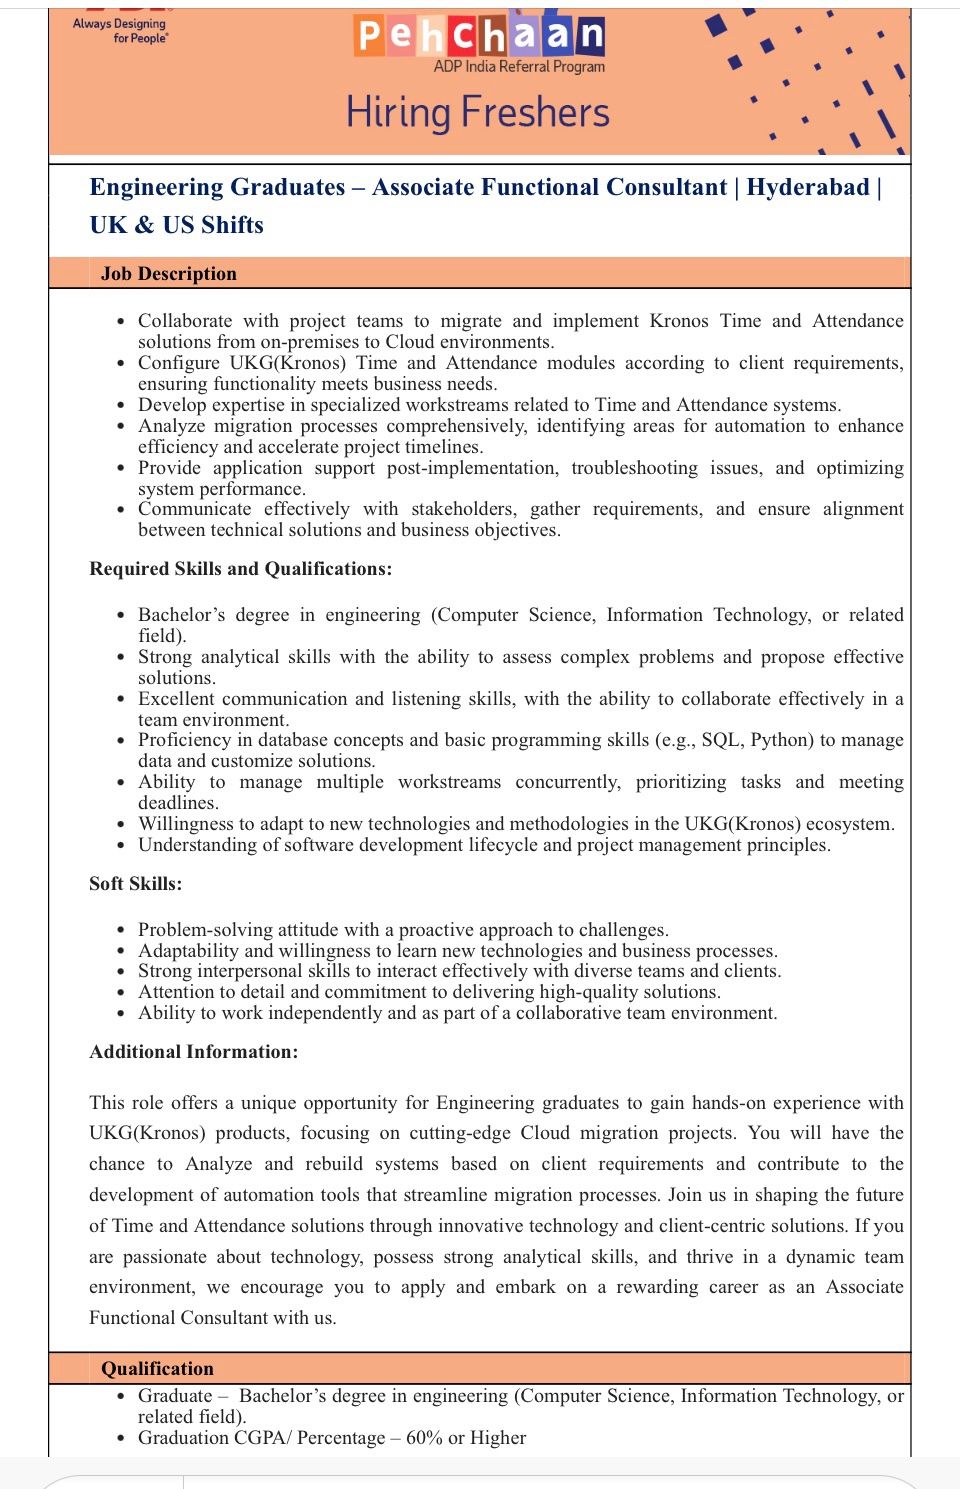 Always Designing
for People®
Pehchaan
ADP India Referral Program
Hiring Freshers
Engineering Graduates – Associate Functional Consultant | Hyderabad |
UK & US Shifts
Job Description
• Collaborate with project teams to migrate and implement Kronos Time and Attendance
solutions from on-premises to Cloud environments.
• Configure UKG(Kronos) Time and Attendance modules according to client requirements,
ensuring functionality meets business needs.
• Develop expertise in specialized workstreams related to Time and Attendance systems.
• Analyze migration processes comprehensively, identifying areas for automation to enhance
efficiency and accelerate project timelines.
• Provide application support post-implementation, troubleshooting issues, and optimizing
system performance.
• Communicate effectively with stakeholders, gather requirements, and ensure alignment
between technical solutions and business objectives.
Required Skills and Qualifications:
• Bachelor’s degree in engineering (Computer Science, Information Technology, or related
field).
• Strong analytical skills with the ability to assess complex problems and propose effective
solutions.
• Excellent communication and listening skills, with the ability to collaborate effectively in a
team environment.
• Proficiency in database concepts and basic programming skills (e.g., SQL, Python) to manage
data and customize solutions.
• Ability to manage multiple workstreams concurrently, prioritizing tasks and meeting
deadlines.
• Willingness to adapt to new technologies and methodologies in the UKG(Kronos) ecosystem.
• Understanding of software development lifecycle and project management principles.
Soft Skills:
• Problem-solving attitude with a proactive approach to challenges.
• Adaptability and willingness to learn new technologies and business processes.
• Strong interpersonal skills to interact effectively with diverse teams and clients.
• Attention to detail and commitment to delivering high-quality solutions.
• Ability to work independently and as part of a collaborative team environment.
Additional Information:
This role offers a unique opportunity for Engineering graduates to gain hands-on experience with
UKG(Kronos) products, focusing on cutting-edge Cloud migration projects. You will have the
chance to Analyze and rebuild systems based on client requirements and contribute to the
development of automation tools that streamline migration processes. Join us in shaping the future
of Time and Attendance solutions through innovative technology and client-centric solutions. If you
are passionate about technology, possess strong analytical skills, and thrive in a dynamic team
environment, we encourage you to apply and embark on a rewarding career as an Associate
Functional Consultant with us.
Qualification
• Graduate – Bachelor’s degree in engineering (Computer Science, Information Technology, or
related field).
• Graduation CGPA/ Percentage – 60% or Higher